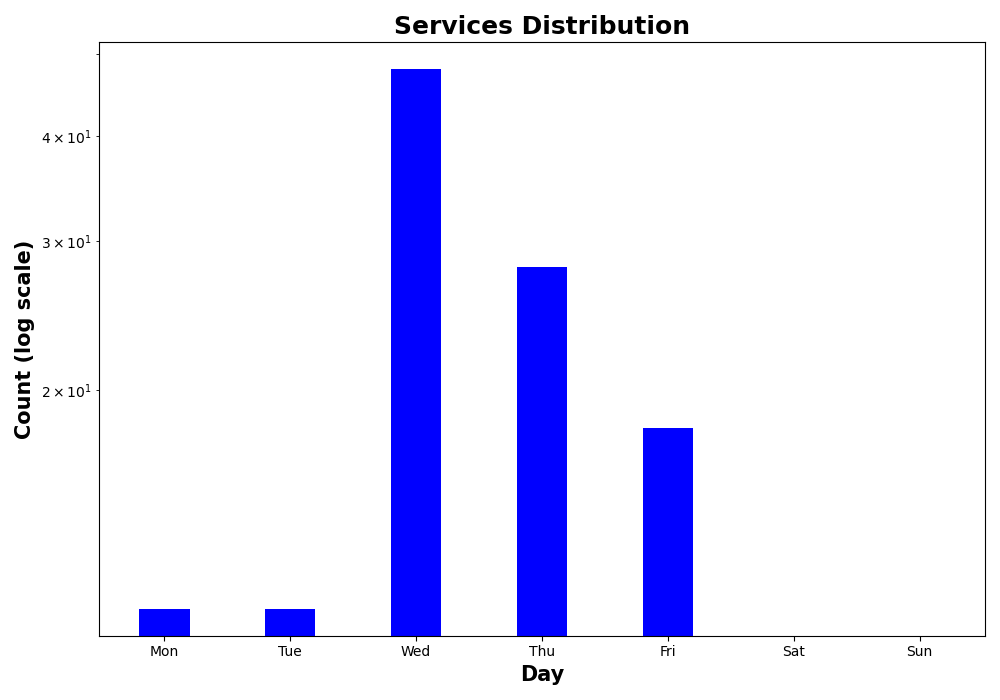 Services Distribution
Count (log scale)
4 × 10¹
3 × 10¹
2 × 10¹
Mon Tue Wed Thu Fri Sat Sun
Day